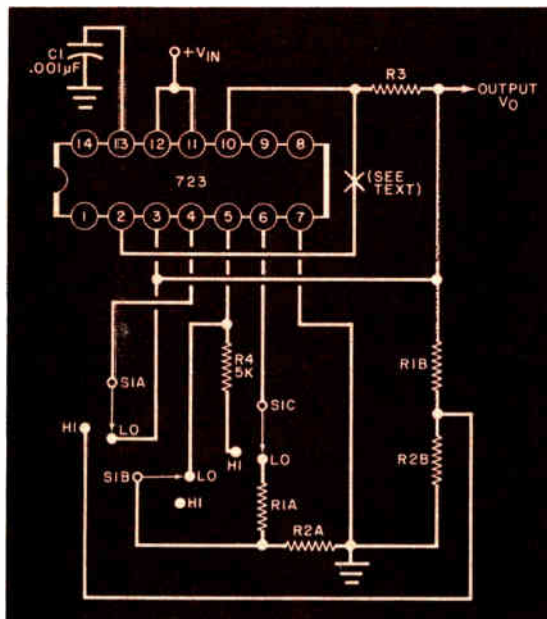 C1
.001µF
+VIN
R3
OUTPUT
VO
14 13 12 11 10 9 8
723
(SEE
TEXT)
1 2 3 4 5 6 7
R4
5K
R1B
S1A
S1C
HI
LO
LO
R2B
S1B
LO
HI
HI
R1A
R2A